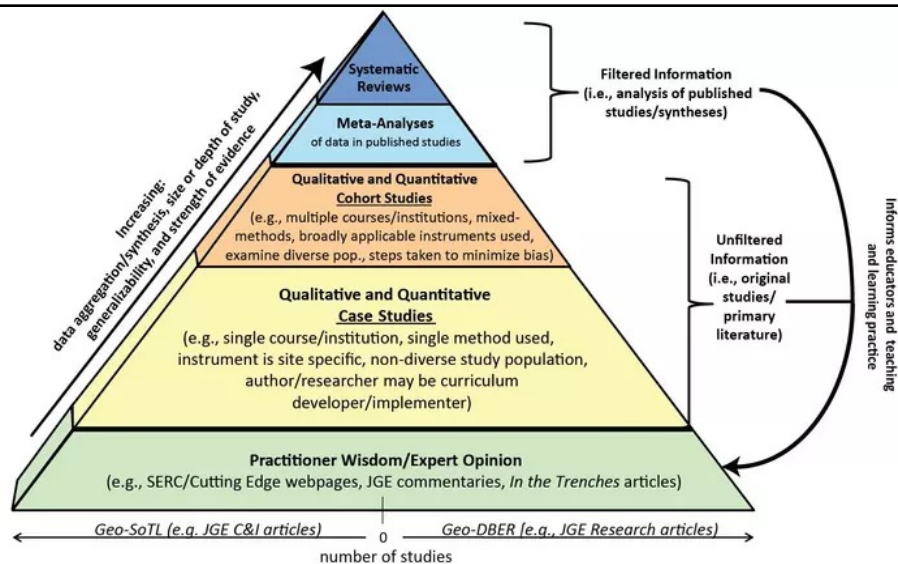 Systematic
Reviews
Meta-Analyses
of data in published studies
Qualitative and Quantitative
Cohort Studies
(e.g., multiple courses/institutions, mixed-
methods, broadly applicable instruments used,
examine diverse pop., steps taken to minimize bias)
Qualitative and Quantitative
Case Studies
(e.g., single course/institution, single method used,
instrument is site specific, non-diverse study population,
author/researcher may be curriculum
developer/implementer)
Practitioner Wisdom/Expert Opinion
(e.g., SERC/Cutting Edge webpages, JGE commentaries, In the Trenches articles)
Increasing:
data aggregation/synthesis, size or depth of study,
generalizability, and strength of evidence
Filtered Information
(i.e., analysis of published
studies/syntheses)
Unfiltered
Information
(i.e., original
studies/
primary
literature)
Informs educators and teaching
and learning practice
Geo-SoTL (e.g. JGE C&I articles)
0
Geo-DBER [e.g., JGE Research articles)
number of studies